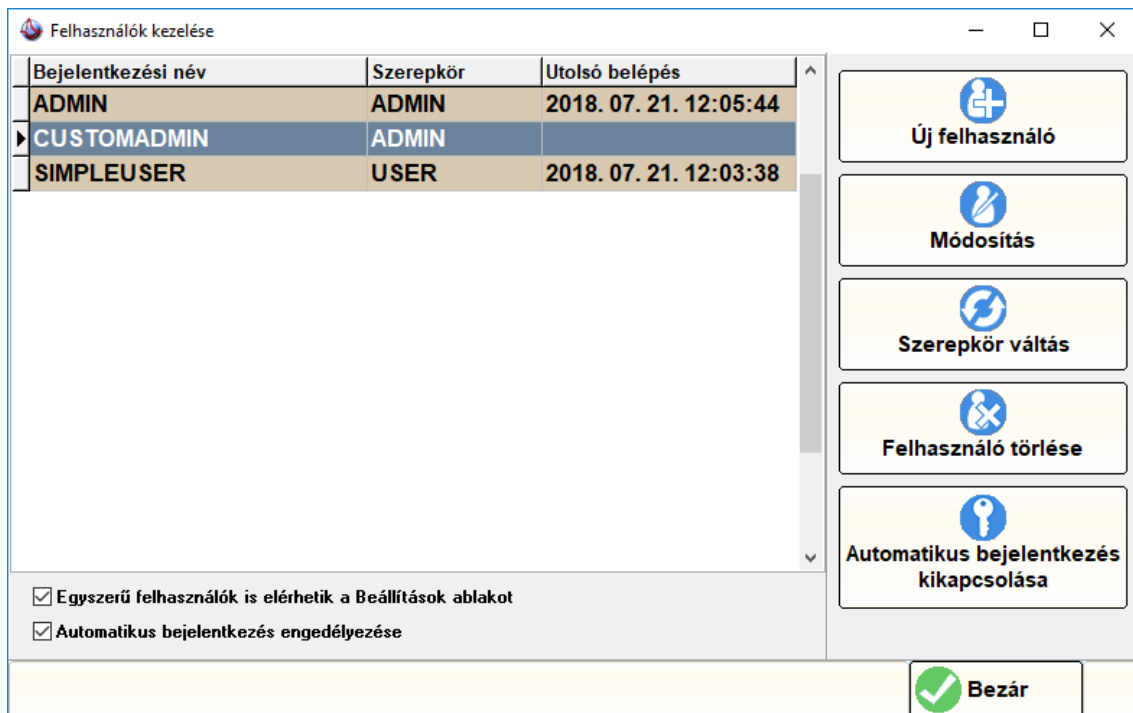 Felhasználók kezelése
Bejelentkezési név Szerepkör Utolsó belépés
ADMIN ADMIN 2018. 07. 21. 12:05:44
CUSTOMADMIN ADMIN
SIMPLEUSER USER 2018. 07. 21. 12:03:38
Új felhasználó
Módosítás
Szerepkör váltás
Felhasználó törlése
Automatikus bejelentkezés
kikapcsolása
Egyszerű felhasználók is elérhetik a Beállítások ablakot
Automatikus bejelentkezés engedélyezése
Bezár